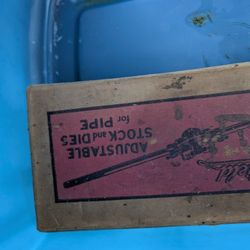 ADJUSTABLE
STOCK and DIES
for PIPE